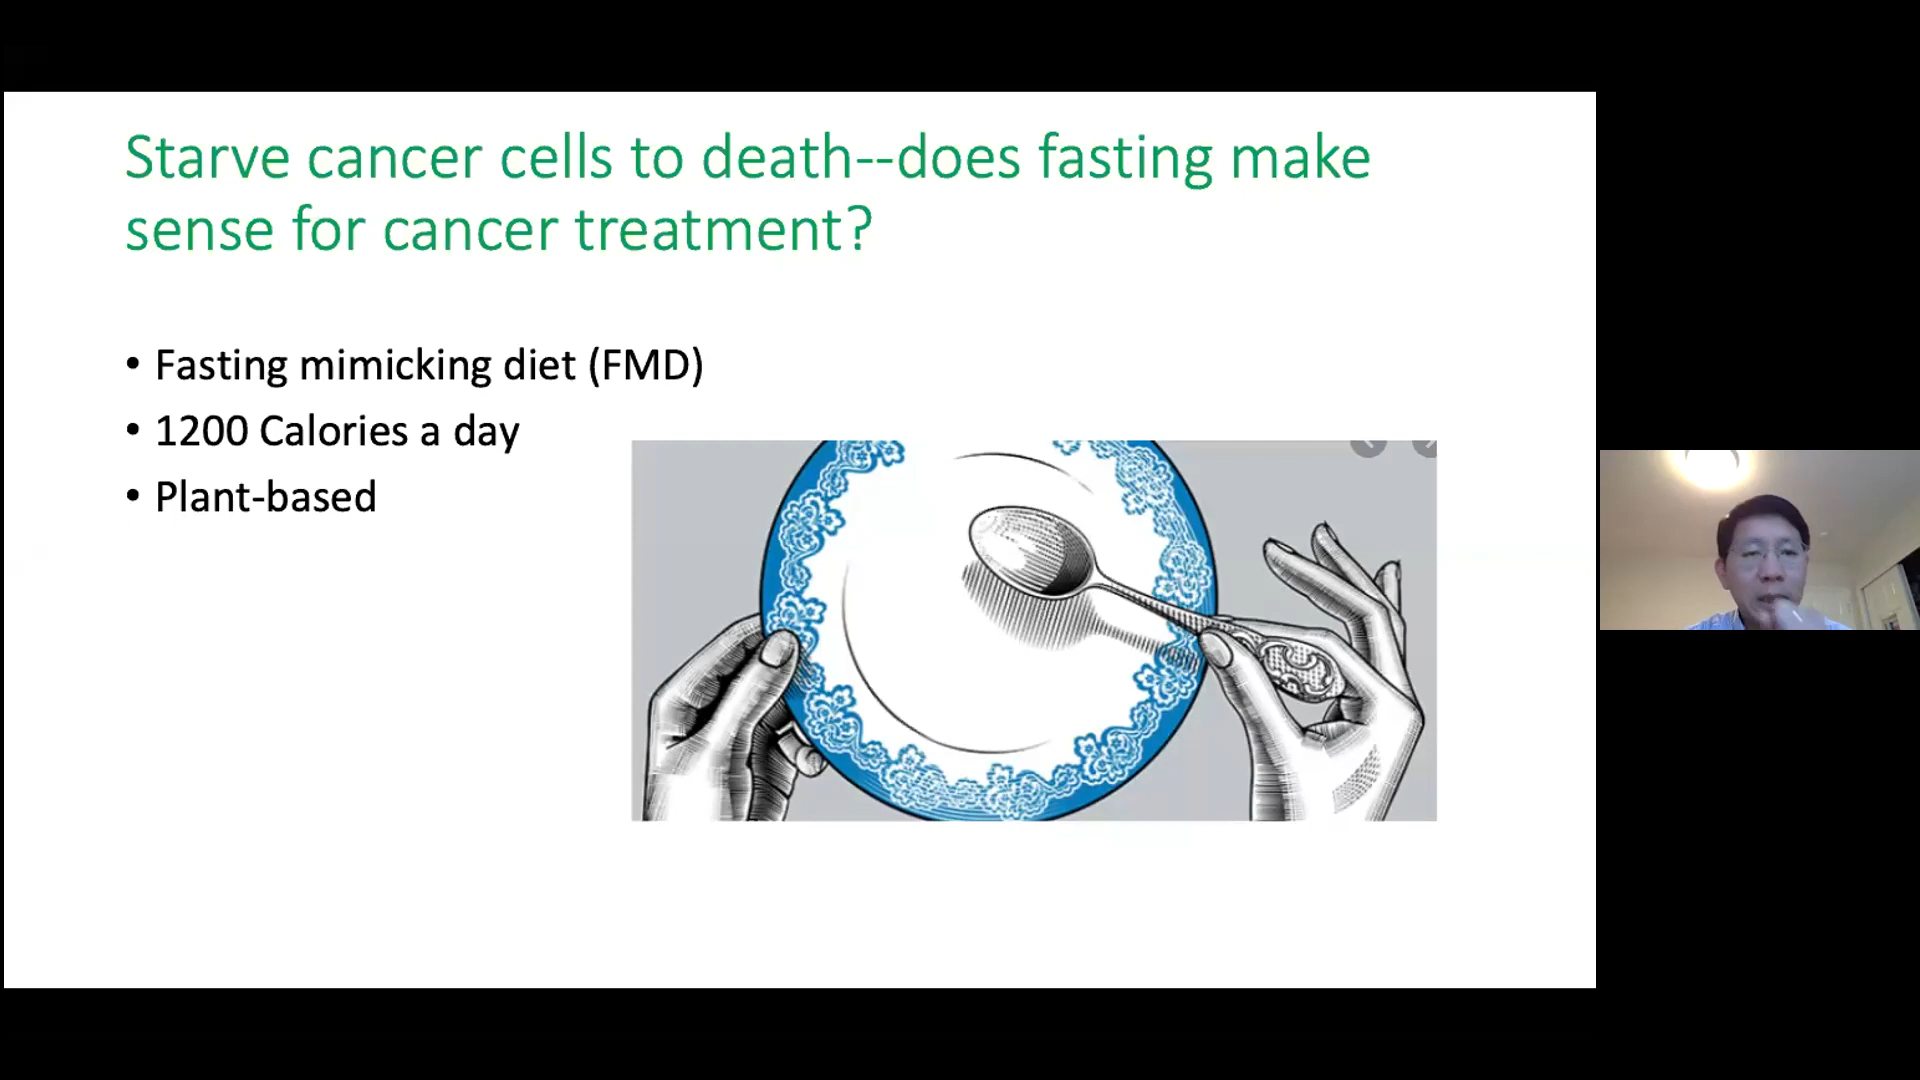 Starve cancer cells to death--does fasting make
sense for cancer treatment?
• Fasting mimicking diet (FMD)
• 1200 Calories a day
• Plant-based